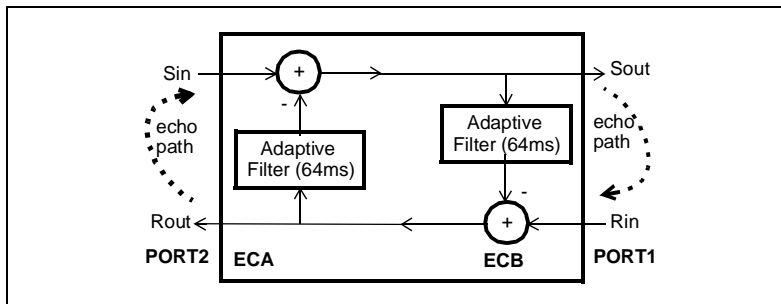 Sin
+
Sout
-
echo
path
Adaptive
Filter (64ms)
Adaptive
Filter (64ms)
echo
path
-
Rout
+
Rin
PORT2
ECA
ECB
PORT1